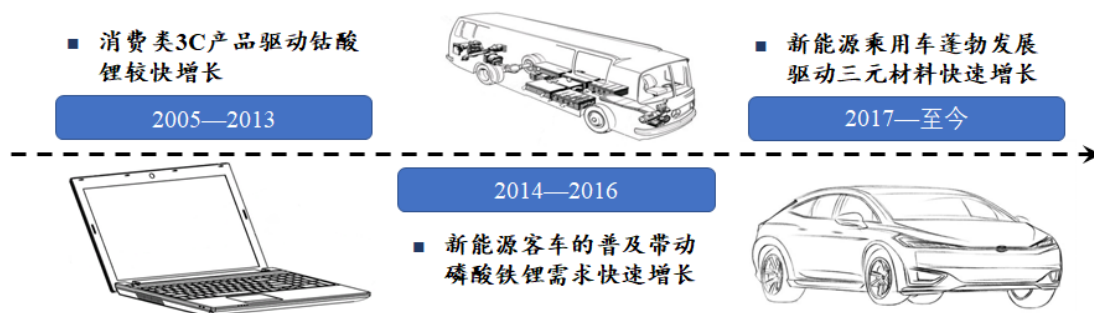 ■ 消费类3C产品驱动钴酸
锂较快增长
2005—2013
2014—2016
■ 新能源客车的普及带动
磷酸铁锂需求快速增长
■ 新能源乘用车蓬勃发展
驱动三元材料快速增长
2017—至今